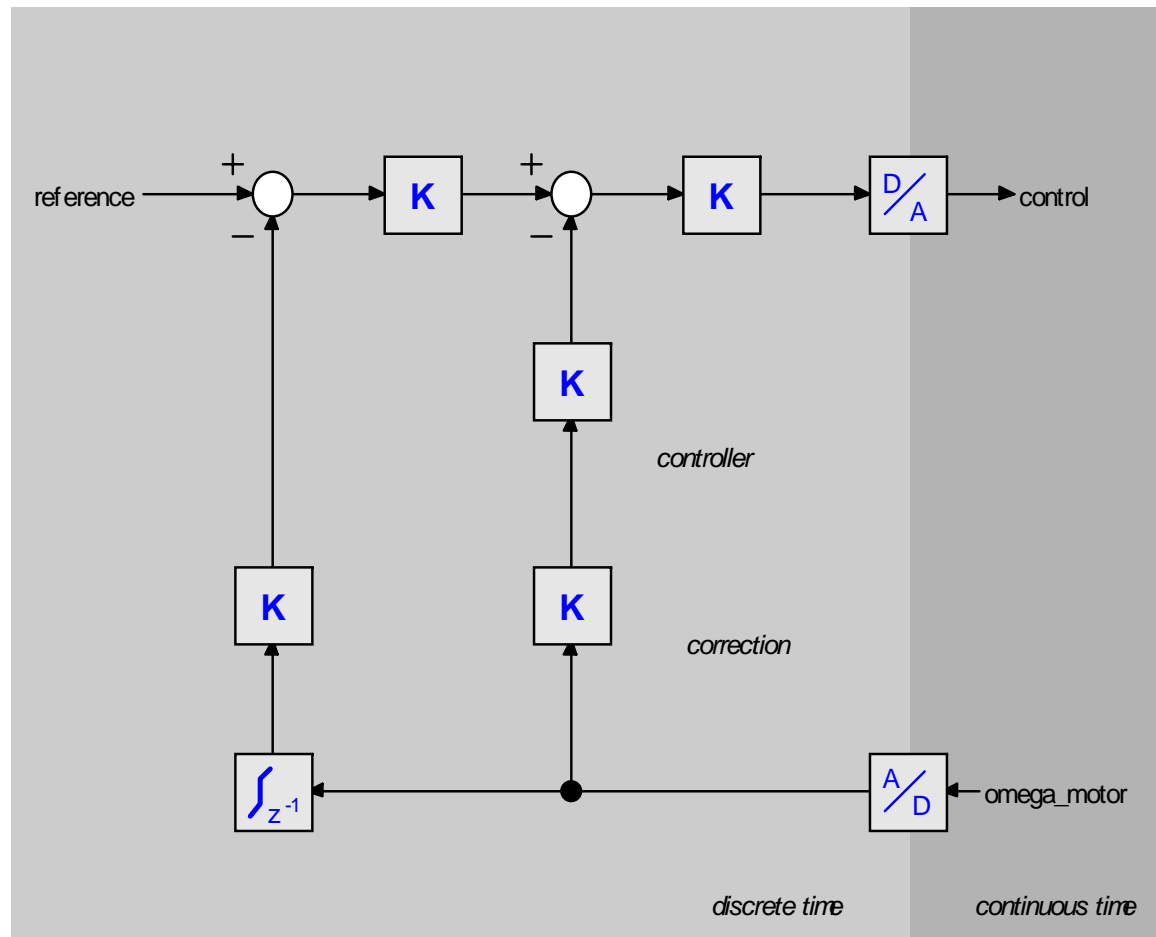 + +
reference K K D/A control
− −
K
controller
K K
correction
∫z⁻¹ A/D omega_motor
discrete time continuous time